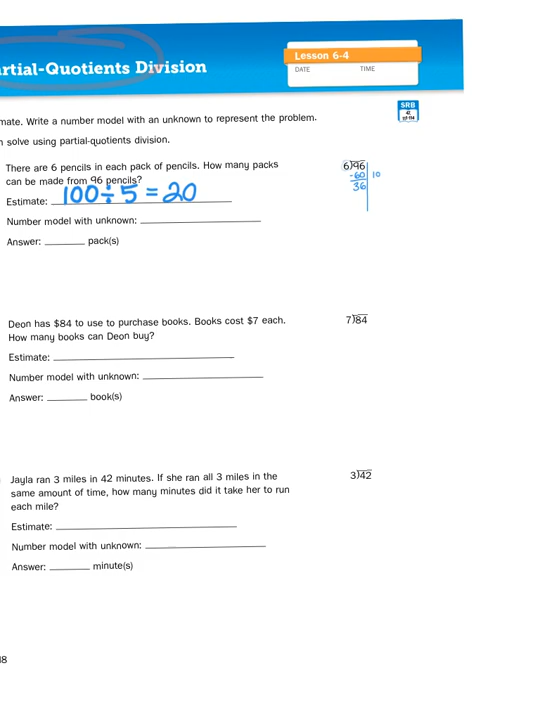 Partial-Quotients Division
Lesson 6-4
DATE TIME
SRB
mate. Write a number model with an unknown to represent the problem.
solve using partial-quotients division.
There are 6 pencils in each pack of pencils. How many packs
can be made from 96 pencils?
6)96
-60 10
36
Estimate: 100÷5=20
Number model with unknown:
Answer: pack(s)
Deon has $84 to use to purchase books. Books cost $7 each.
How many books can Deon buy?
7)84
Estimate:
Number model with unknown:
Answer: book(s)
Jayla ran 3 miles in 42 minutes. If she ran all 3 miles in the
same amount of time, how many minutes did it take her to run
each mile?
3)42
Estimate:
Number model with unknown:
Answer: minute(s)